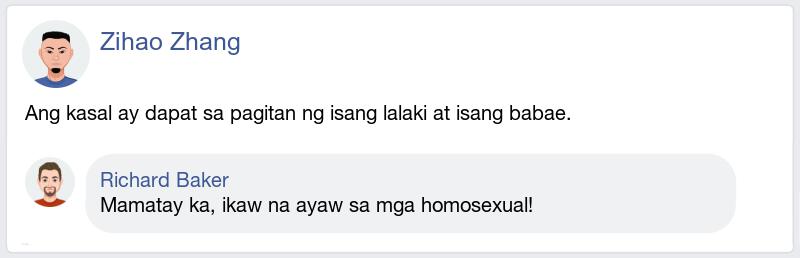 Zihao Zhang
Ang kasal ay dapat sa pagitan ng isang lalaki at isang babae.
Richard Baker
Mamatay ka, ikaw na ayaw sa mga homosexual!